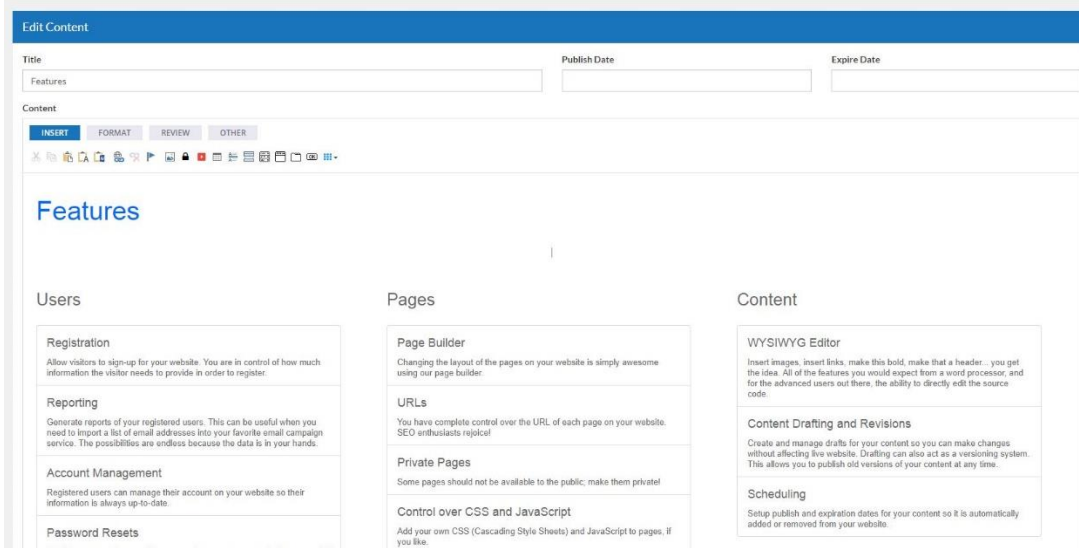 Edit Content
Title
Publish Date
Expire Date
Features
Content
INSERT FORMAT REVIEW OTHER
Features
Users
Registration
Allow visitors to sign-up for your website. You are in control of how much
information the visitor needs to provide in order to register.
Reporting
Generate reports of your registered users. This can be useful when you
need to import a list of email addresses into your favorite email campaign
service. The possibilities are endless because the data is in your hands.
Account Management
Registered users can manage their account on your website so their
information is always up-to-date.
Password Resets
Pages
Page Builder
Changing the layout of the pages on your website is simply awesome
using our page builder.
URLs
You have complete control over the URL of each page on your website.
SEO enthusiasts rejoice!
Private Pages
Some pages should not be available to the public; make them private!
Control over CSS and JavaScript
Add your own CSS (Cascading Style Sheets) and JavaScript to pages, if
you like.
Content
WYSIWYG Editor
Insert images, insert links, make this bold, make that a header... you get
the idea. All of the features you would expect from a word processor, and
for the advanced users out there, the ability to directly edit the source
code.
Content Drafting and Revisions
Create and manage drafts for your content so you can make changes
without affecting live website. Drafting can also act as a versioning system.
This allows you to publish old versions of your content at any time.
Scheduling
Setup publish and expiration dates for your content so it is automatically
added or removed from your website.